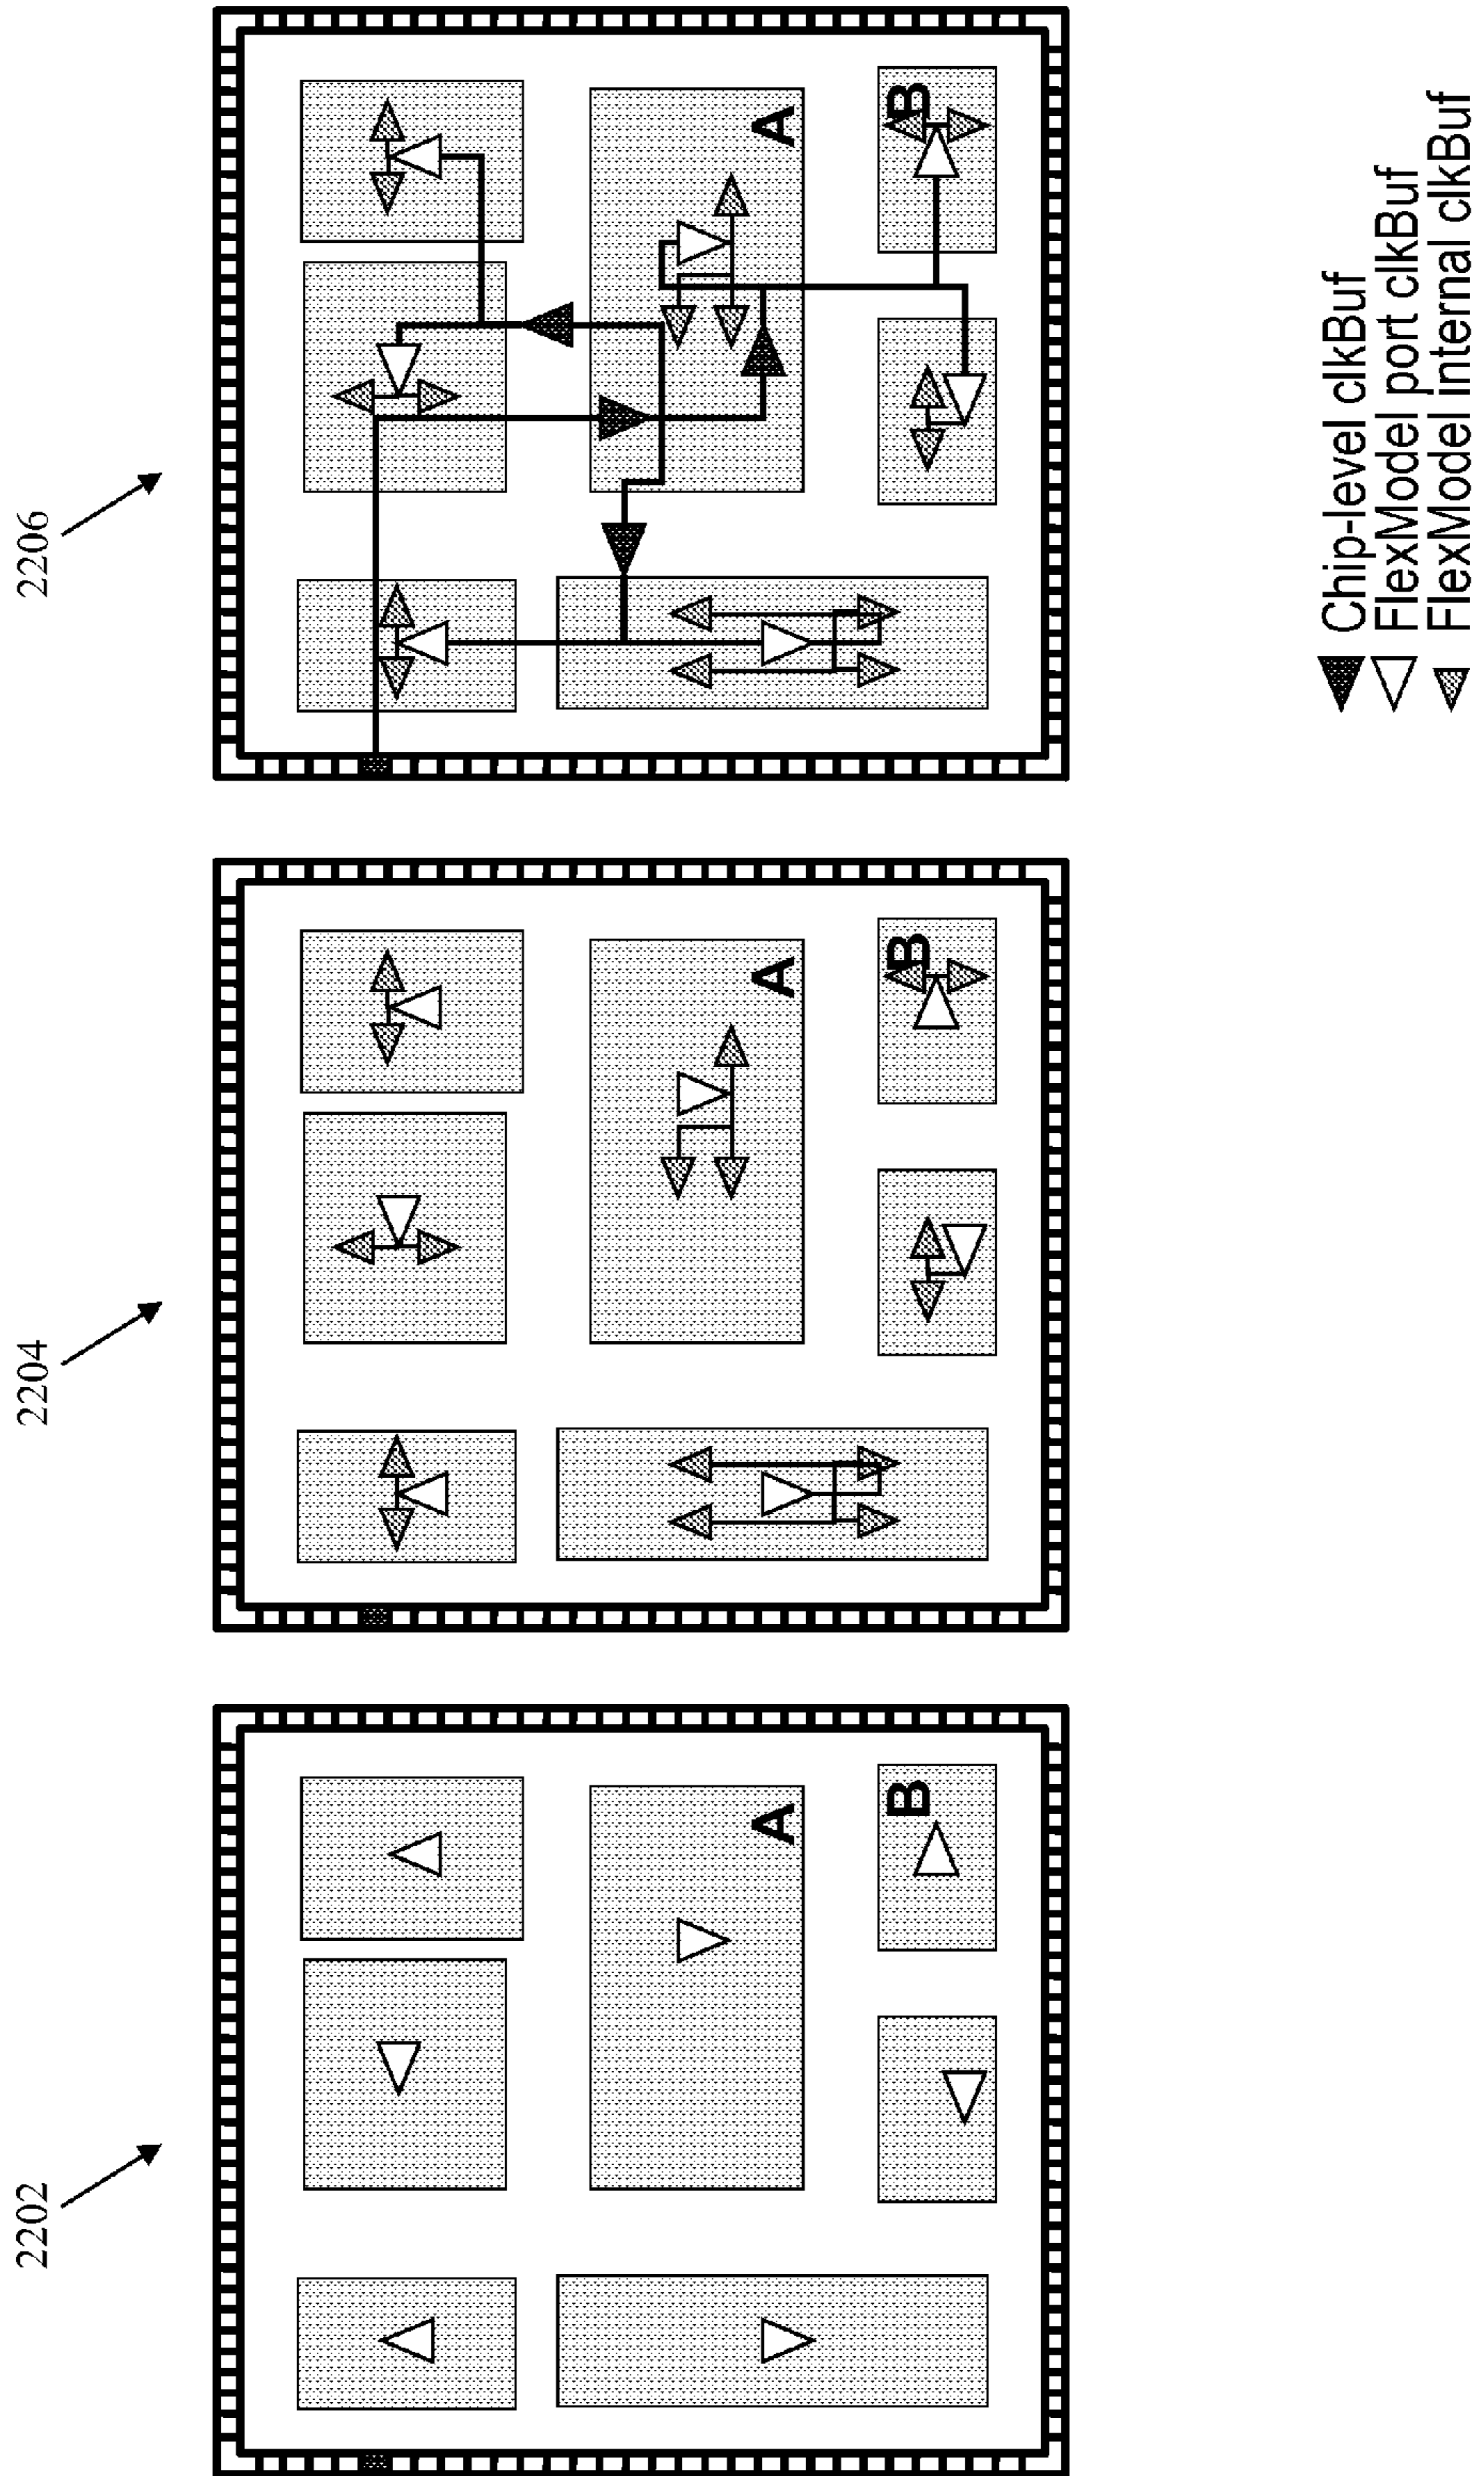 2202
2204
2206
A
B
A
B
A
B
Chip-level clkBuf
FlexModel port clkBuf
FlexModel internal clkBuf